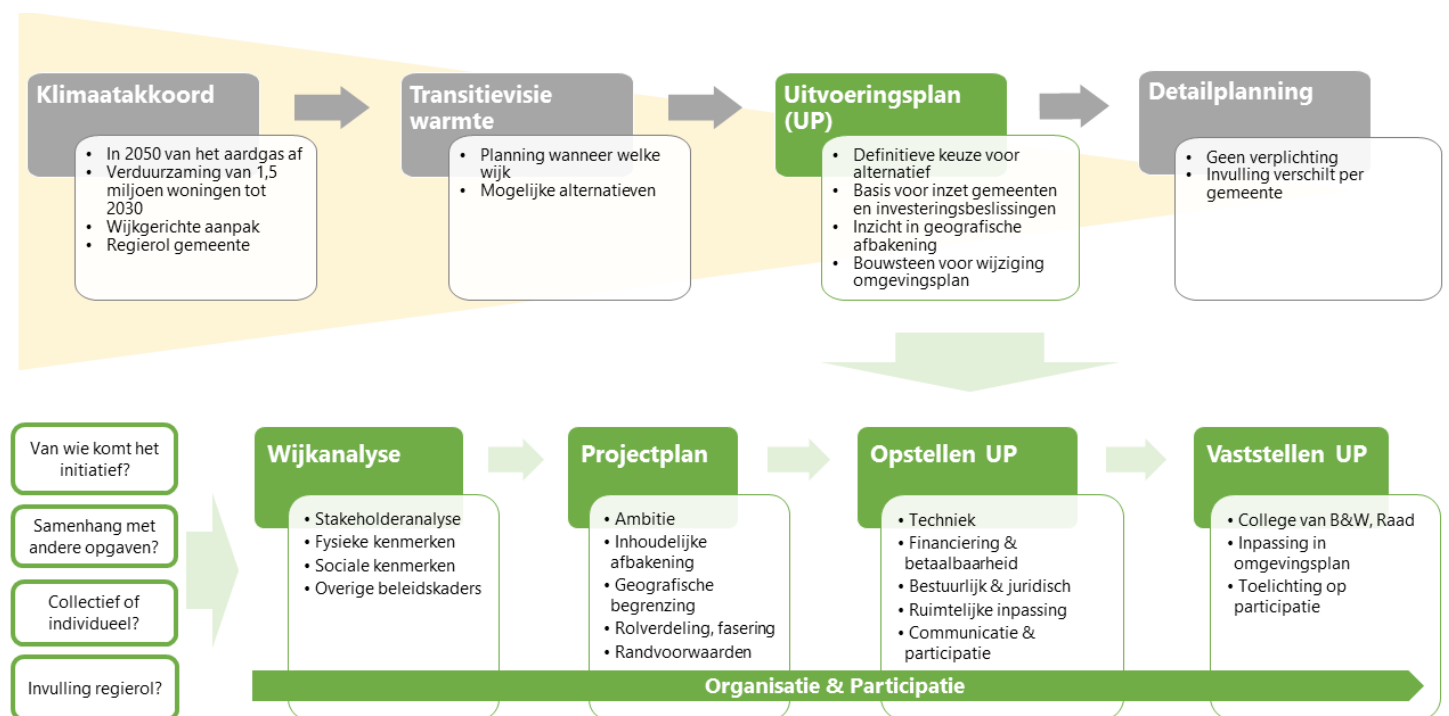 Klimaatakkoord
• In 2050 van het aardgas af
• Verduurzaming van 1,5
miljoen woningen tot
2030
• Wijkgerichte aanpak
• Regierol gemeente
Transitievisie
warmte
• Planning wanneer welke
wijk
• Mogelijke alternatieven
Uitvoeringsplan
(UP)
• Definitieve keuze voor
alternatief
• Basis voor inzet gemeenten
en investeringsbeslissingen
• Inzicht in geografische
afbakening
• Bouwsteen voor wijziging
omgevingsplan
Detailplanning
• Geen verplichting
• Invulling verschilt per
gemeente
Van wie komt het
initiatief?
Samenhang met
andere opgaven?
Collectief of
individueel?
Invulling regierol?
Wijkanalyse
• Stakeholderanalyse
• Fysieke kenmerken
• Sociale kenmerken
• Overige beleidskaders
Projectplan
• Ambitie
• Inhoudelijke
afbakening
• Geografische
begrenzing
• Rolverdeling, fasering
• Randvoorwaarden
Opstellen UP
• Techniek
• Financiering &
betaalbaarheid
• Bestuurlijk & juridisch
• Ruimtelijke inpassing
• Communicatie &
participatie
Vaststellen UP
• College van B&W, Raad
• Inpassing in
omgevingsplan
• Toelichting op
participatie
Organisatie & Participatie